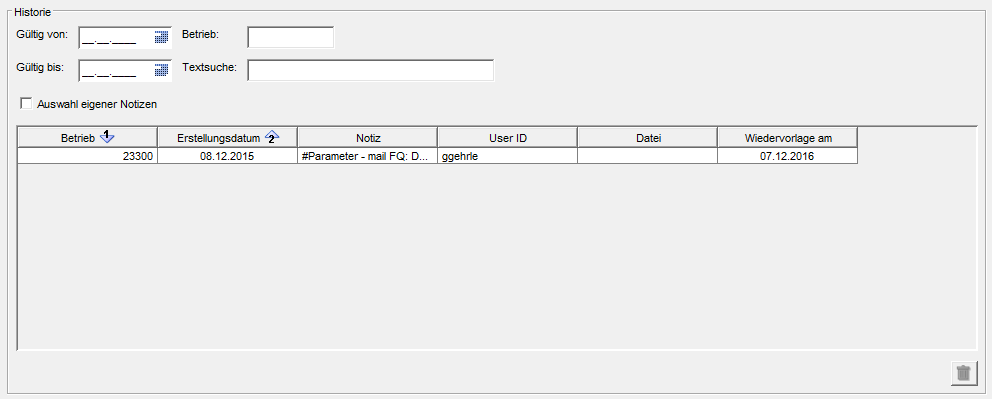 Historie
Gültig von: __.__.____ Betrieb:
Gültig bis: __.__.____ Textsuche:
Auswahl eigener Notizen
Betrieb 1 Erstellungsdatum 2 Notiz User ID Datei Wiedervorlage am
23300 08.12.2015 #Parameter - mail FQ: D... ggehrle 07.12.2016